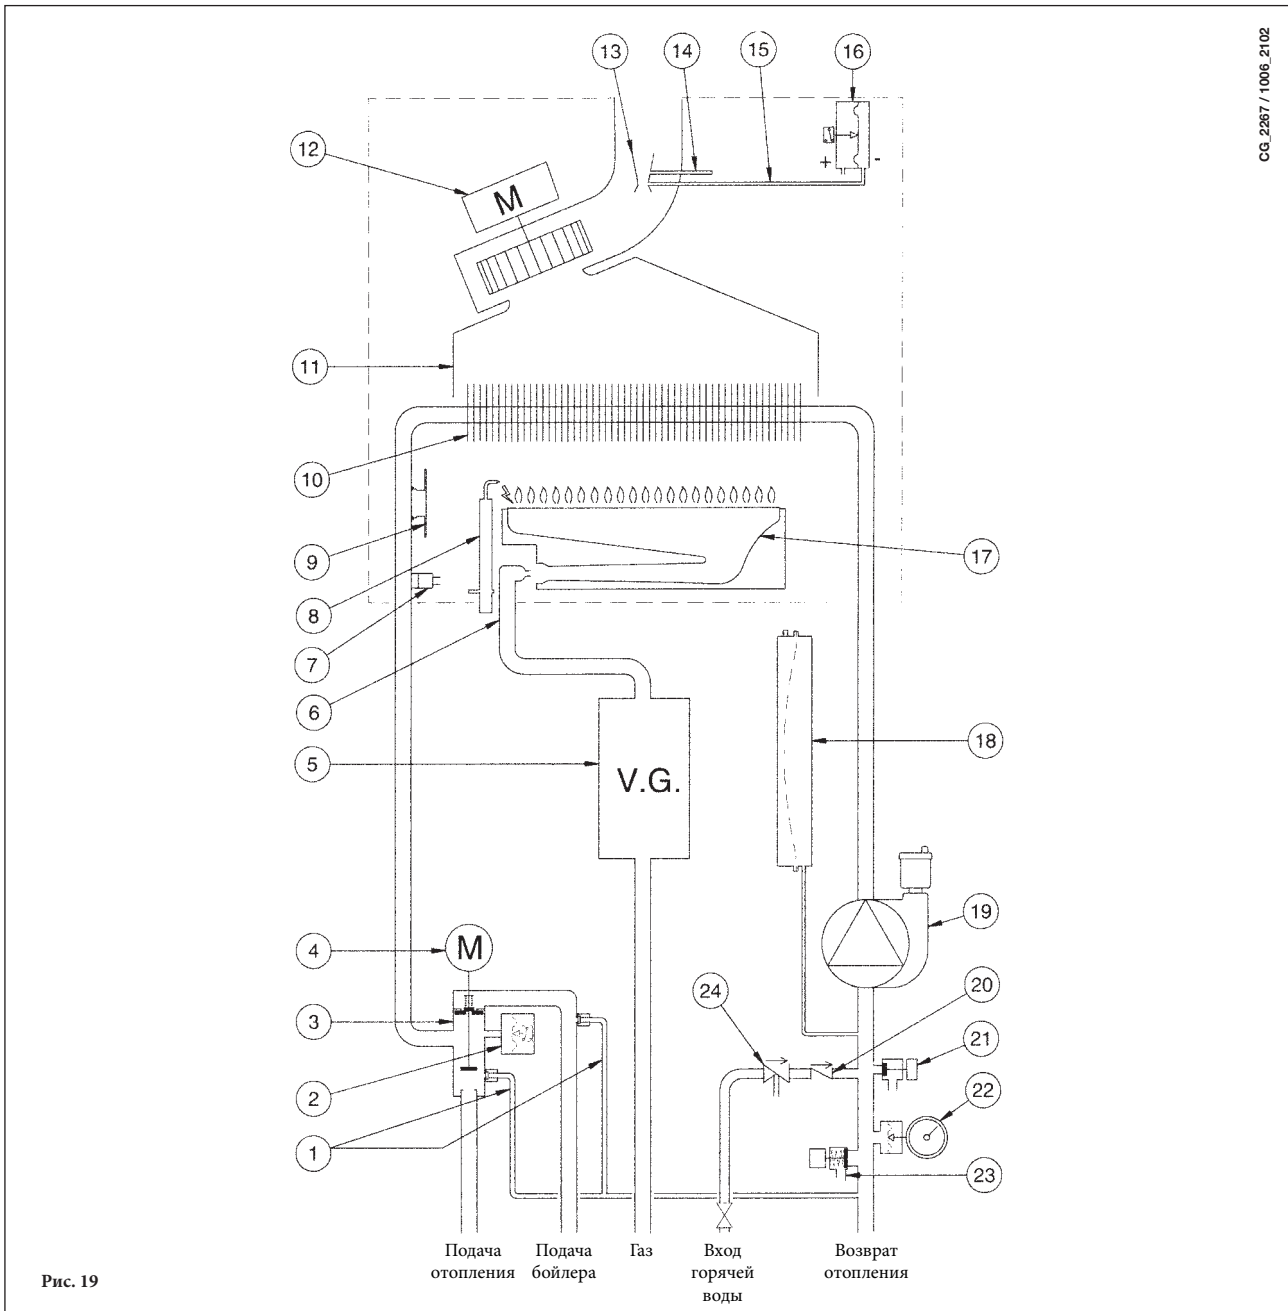 CG_2267 / 1006_2102
13
14
15
16
12
M
+
-
11
10
9
8
7
6
17
5
V.G.
18
4
M
19
3
24
20
2
21
1
22
23
Подача
отопления
Подача
бойлера
Газ
Вход
горячей
воды
Возврат
отопления
Рис. 19